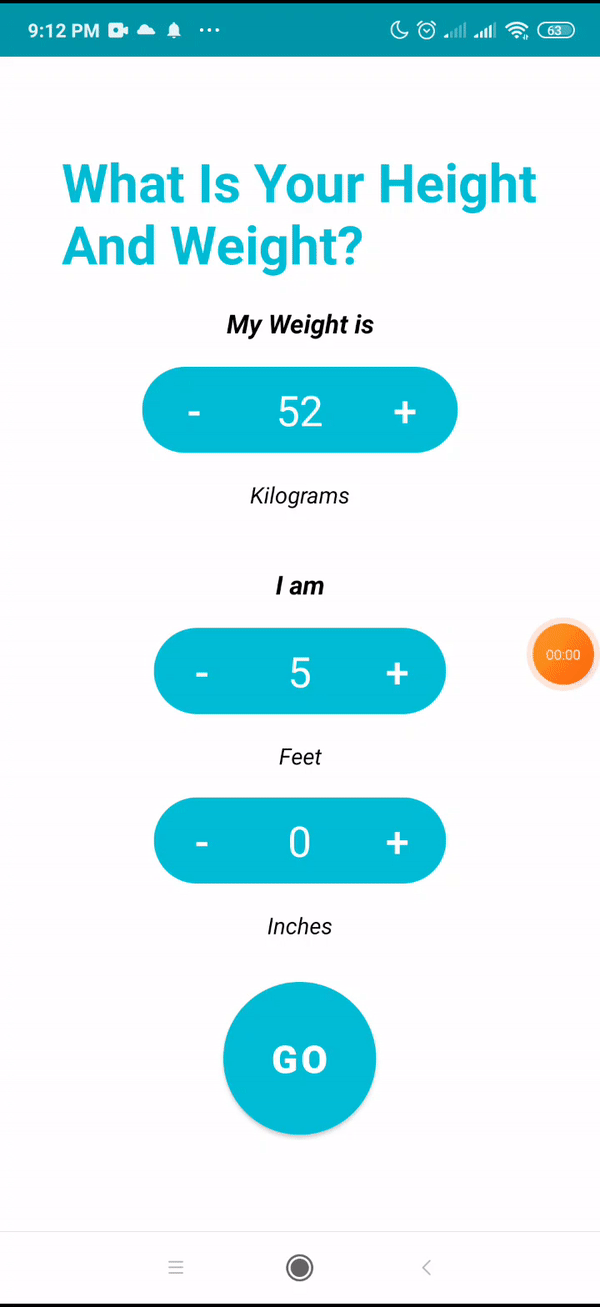 9:12 PM
63
What Is Your Height
And Weight?
My Weight is
- 52 +
Kilograms
I am
- 5 +
00:00
Feet
- 0 +
Inches
GO